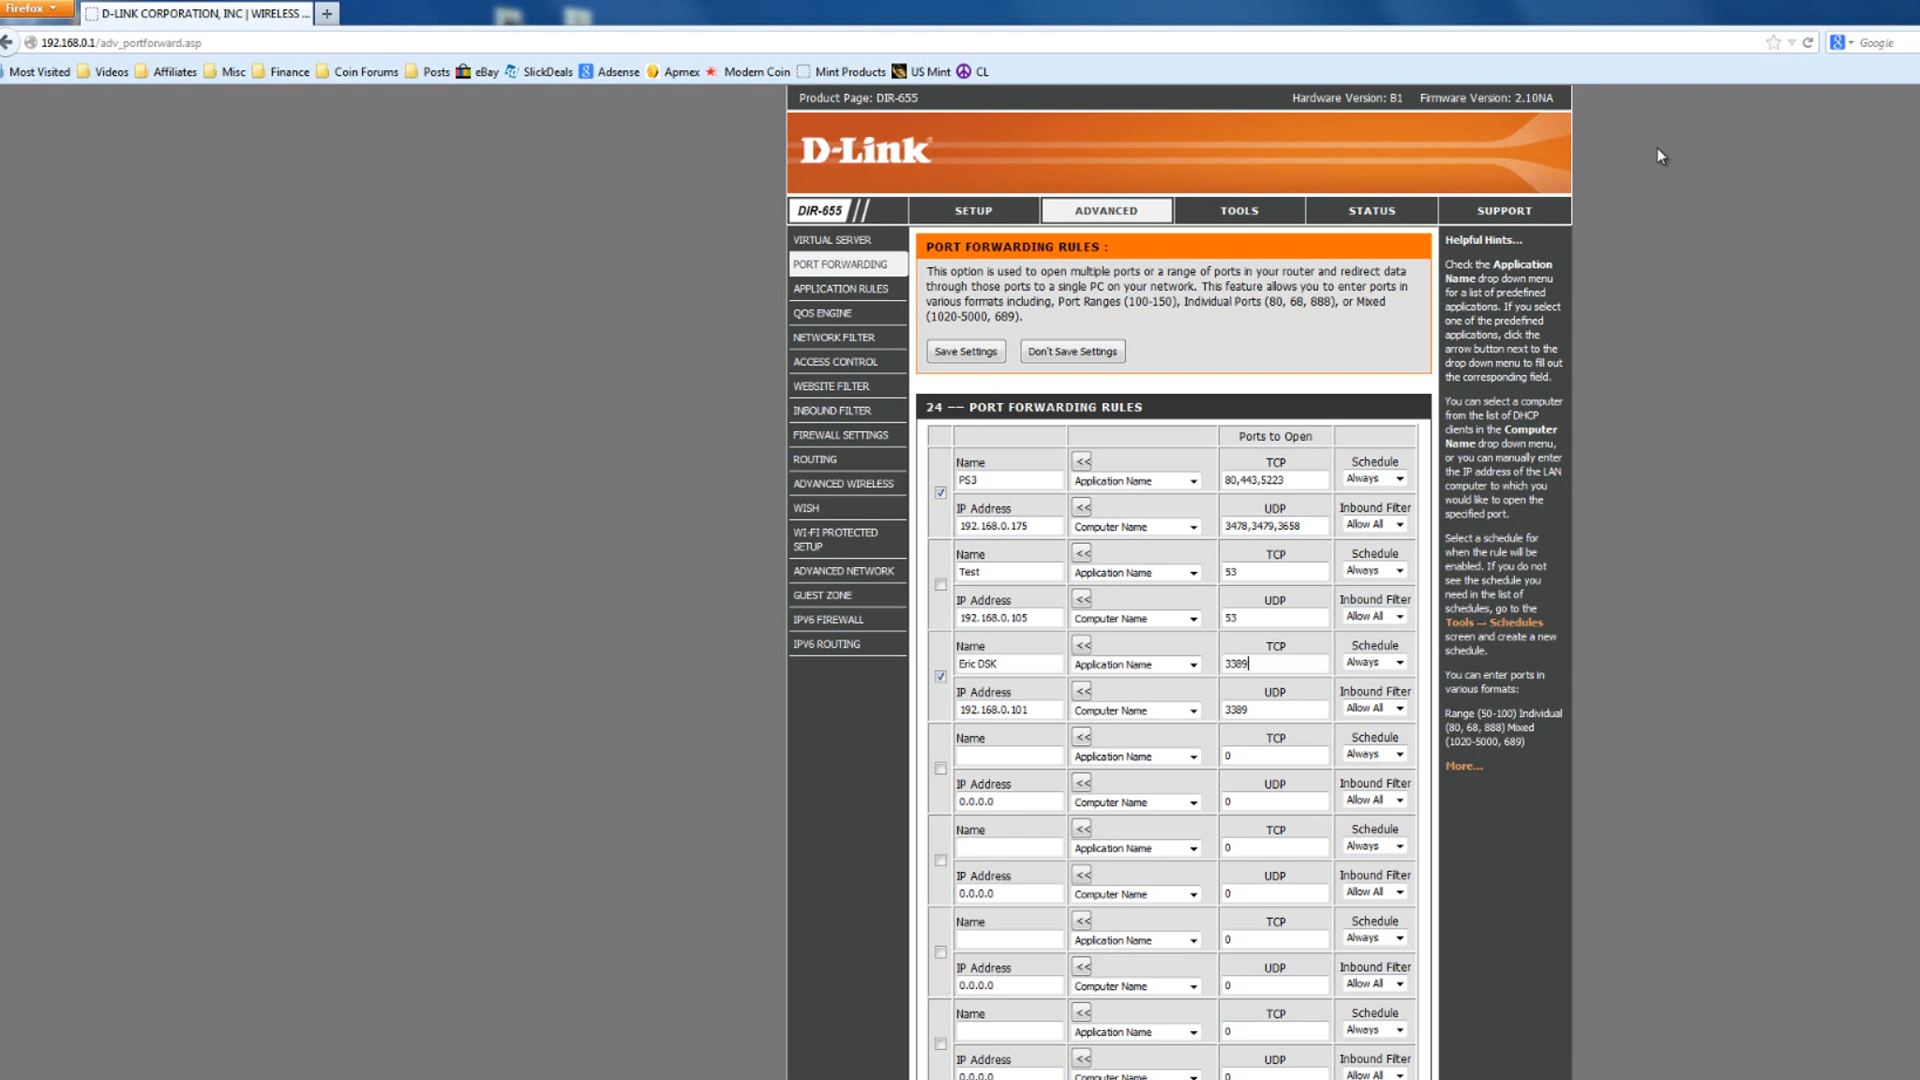 Firefox
D-LINK CORPORATION, INC | WIRELESS ...
192.168.0.1/adv_portforward.asp
Google
Most Visited Videos Affiliates Misc Finance Coin Forums Posts eBay SlickDeals Adsense Apmex Modern Coin Mint Products US Mint CL
Product Page: DIR-655 Hardware Version: B1 Firmware Version: 2.10NA
D-Link
DIR-655 SETUP ADVANCED TOOLS STATUS SUPPORT
VIRTUAL SERVER
PORT FORWARDING
APPLICATION RULES
QOS ENGINE
NETWORK FILTER
ACCESS CONTROL
WEBSITE FILTER
INBOUND FILTER
FIREWALL SETTINGS
ROUTING
ADVANCED WIRELESS
WISH
WI-FI PROTECTED
SETUP
ADVANCED NETWORK
GUEST ZONE
IPV6 FIREWALL
IPV6 ROUTING
PORT FORWARDING RULES :
This option is used to open multiple ports or a range of ports in your router and redirect data
through those ports to a single PC on your network. This feature allows you to enter ports in
various formats including, Port Ranges (100-150), Individual Ports (80, 68, 888), or Mixed
(1020-5000, 689).
Save Settings Don't Save Settings
24 -- PORT FORWARDING RULES
Ports to Open
Name << TCP Schedule
PS3 Application Name 80,443,5223 Always
IP Address << UDP Inbound Filter
192.168.0.175 Computer Name 3478,3479,3658 Allow All
Name << TCP Schedule
Test Application Name 53 Always
IP Address << UDP Inbound Filter
192.168.0.105 Computer Name 53 Allow All
Name << TCP Schedule
Eric DSK Application Name 3389 Always
IP Address << UDP Inbound Filter
192.168.0.101 Computer Name 3389 Allow All
Name << TCP Schedule
Application Name 0 Always
IP Address << UDP Inbound Filter
0.0.0.0 Computer Name 0 Allow All
Name << TCP Schedule
Application Name 0 Always
IP Address << UDP Inbound Filter
0.0.0.0 Computer Name 0 Allow All
Name << TCP Schedule
Application Name 0 Always
IP Address << UDP Inbound Filter
0.0.0.0 Computer Name 0 Allow All
Name << TCP Schedule
Application Name 0 Always
IP Address << UDP Inbound Filter
0.0.0.0 Computer Name 0 Allow All
Helpful Hints...
Check the Application
Name drop down menu
for a list of predefined
applications. If you select
one of the predefined
applications, click the
arrow button next to the
drop down menu to fill out
the corresponding field.
You can select a computer
from the list of DHCP
clients in the Computer
Name drop down menu,
or you can manually enter
the IP address of the LAN
computer to which you
would like to open the
specified port.
Select a schedule for
when the rule will be
enabled. If you do not
see the schedule you
need in the list of
schedules, go to the
Tools -- Schedules
screen and create a new
schedule.
You can enter ports in
various formats:
Range (50-100) Individual
(80, 68, 888) Mixed
(1020-5000, 689)
More...